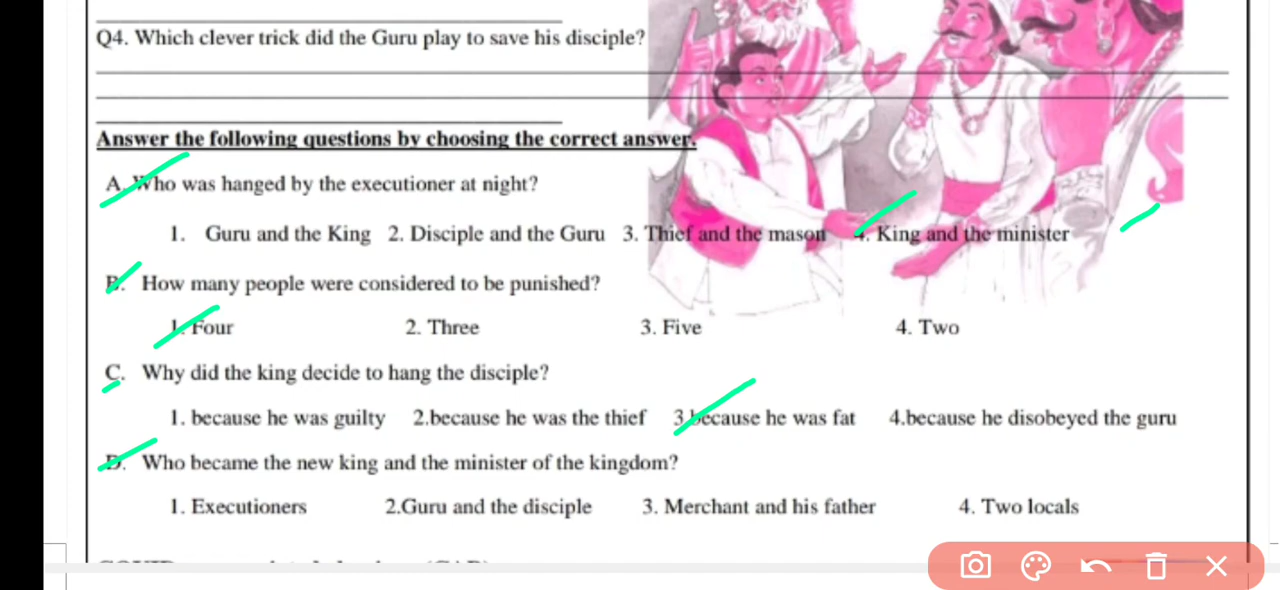 Q4. Which clever trick did the Guru play to save his disciple?
Answer the following questions by choosing the correct answer.
A. Who was hanged by the executioner at night?
1. Guru and the King 2. Disciple and the Guru 3. Thief and the mason 4. King and the minister
B. How many people were considered to be punished?
1. Four 2. Three 3. Five 4. Two
C. Why did the king decide to hang the disciple?
1. because he was guilty 2.because he was the thief 3.because he was fat 4.because he disobeyed the guru
D. Who became the new king and the minister of the kingdom?
1. Executioners 2.Guru and the disciple 3. Merchant and his father 4. Two locals